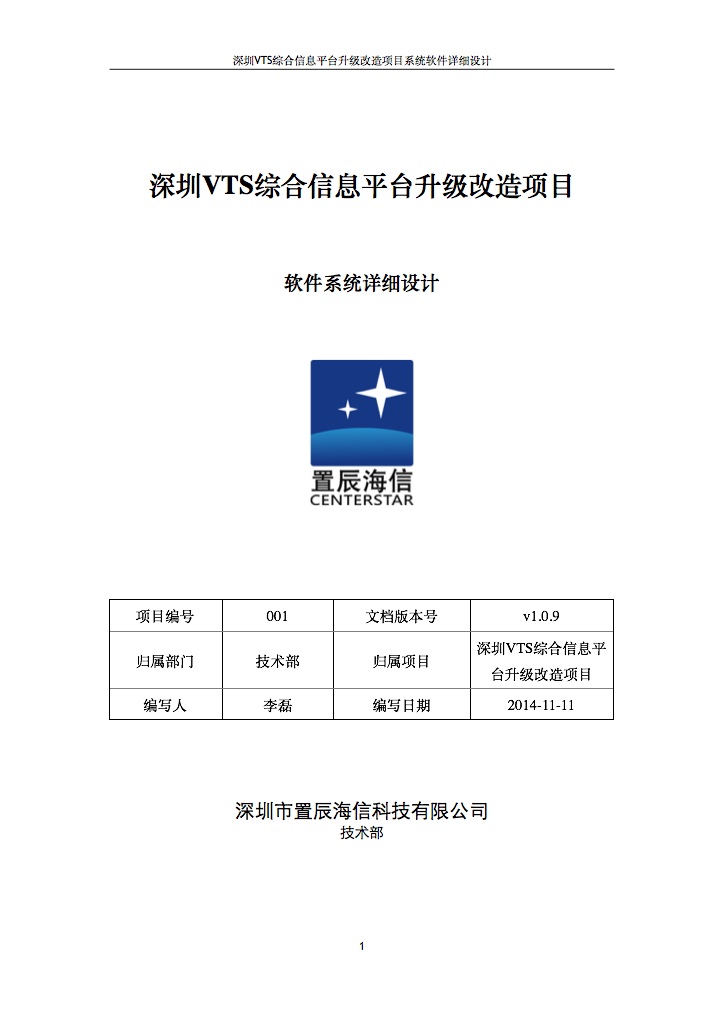 深圳VTS综合信息平台升级改造项目系统软件详细设计
深圳VTS综合信息平台升级改造项目
软件系统详细设计
置辰海信
CENTERSTAR
项目编号 001 文档版本号 v1.0.9
归属部门 技术部 归属项目 深圳VTS综合信息平
台升级改造项目
编写人 李磊 编写日期 2014-11-11
深圳市置辰海信科技有限公司
技术部
1